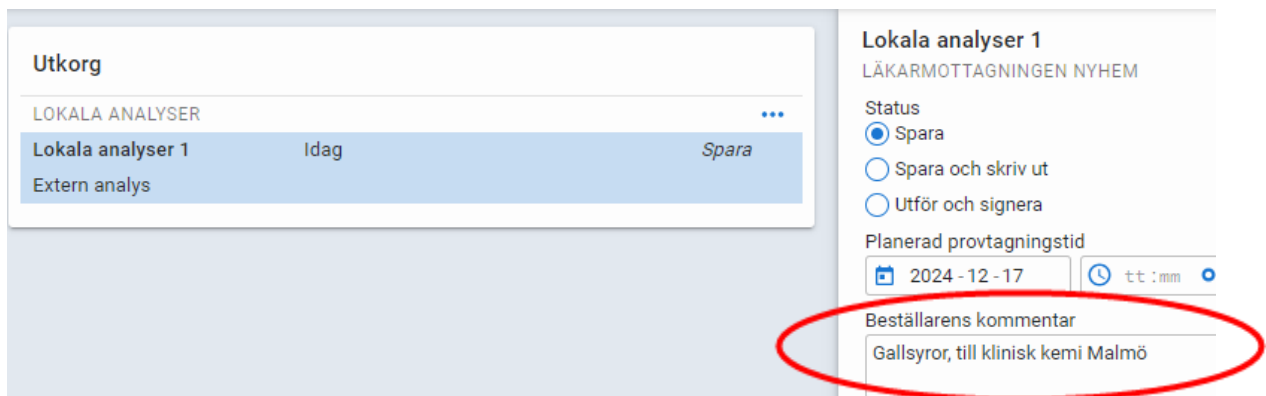 Utkorg
LOKALA ANALYSER
Lokala analyser 1 Idag Spara
Extern analys
Lokala analyser 1
LÄKARMOTTAGNINGEN NYHEM
Status
Spara
Spara och skriv ut
Utför och signera
Planerad provtagningstid
2024-12-17 tt:mm
Beställarens kommentar
Gallsyror, till klinisk kemi Malmö